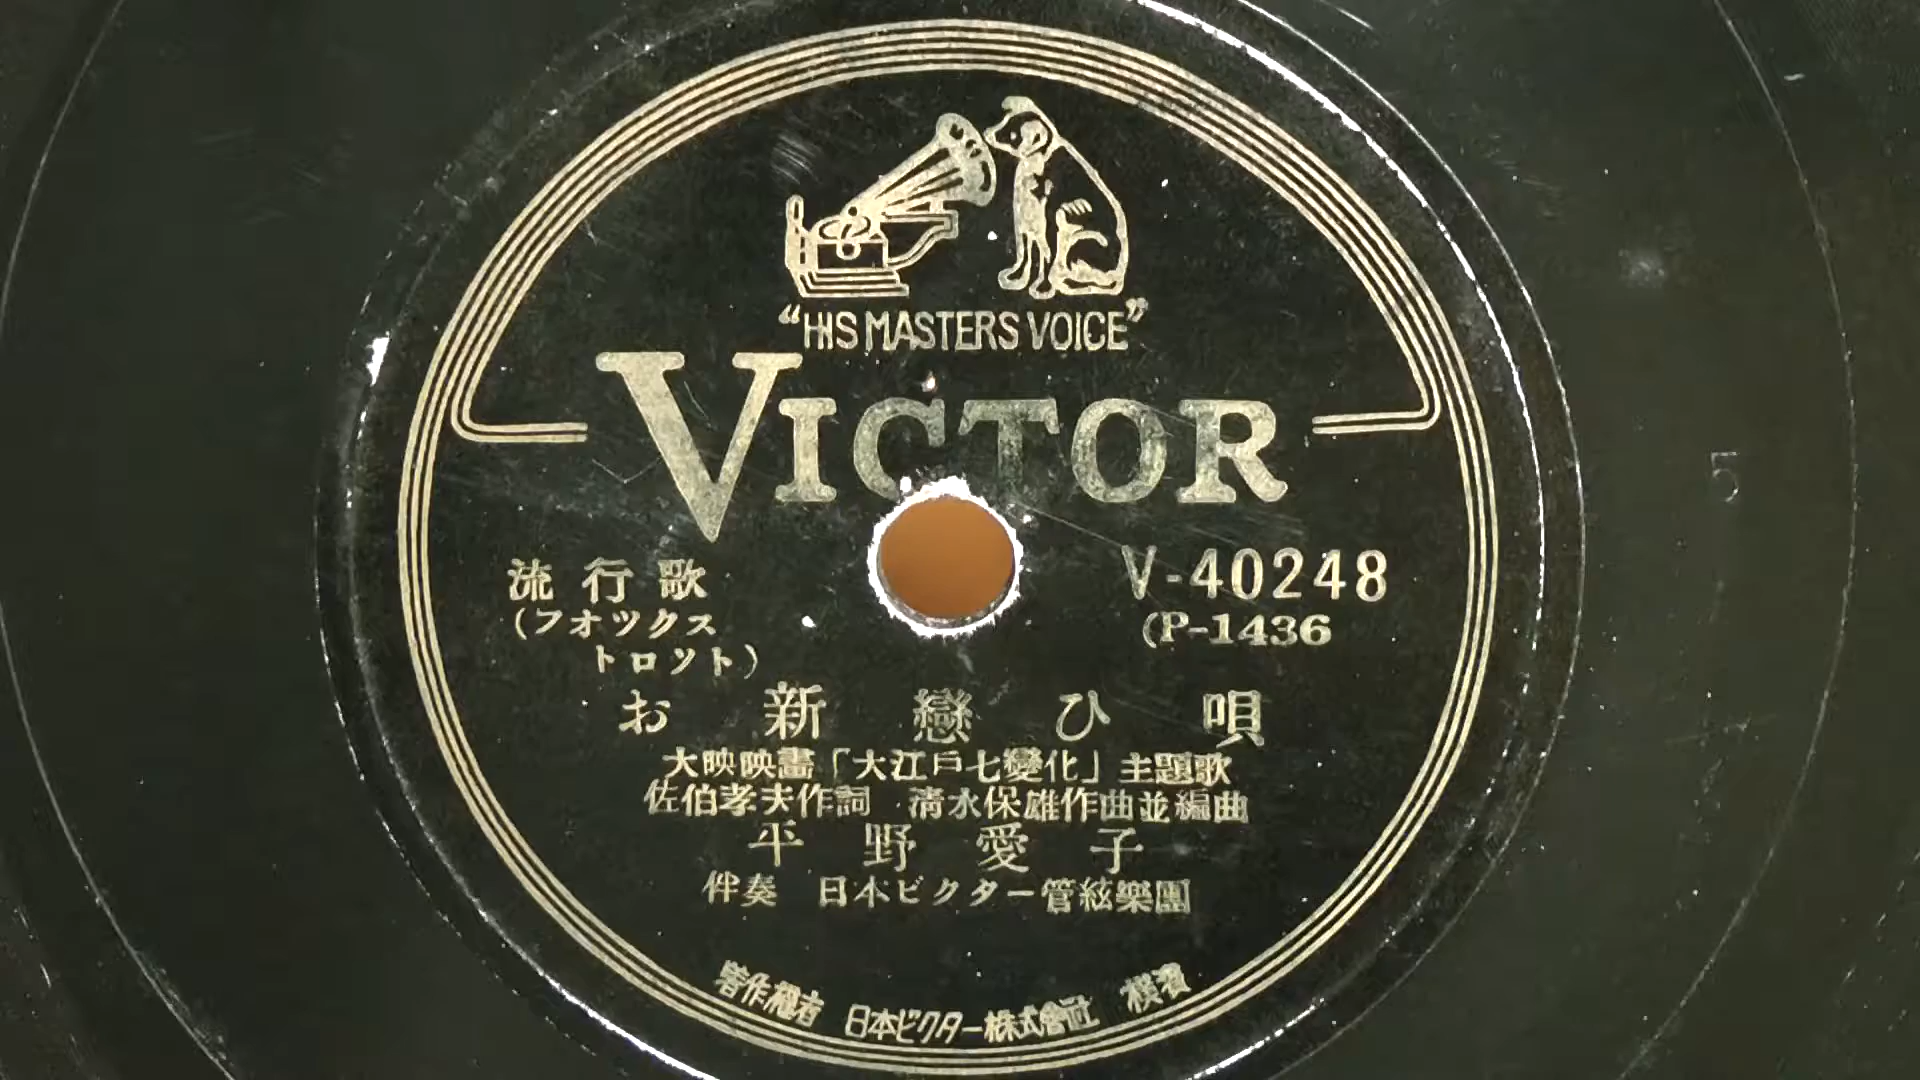 “HIS MASTERS VOICE”
VICTOR
流行歌
(フオツクス
トロツト)
V-40248
(P-1436
5
お新戀ひ唄
大映映畫「大江戸七變化」主題歌
佐伯孝夫作詞 清水保雄作曲並編曲
平野愛子
伴奏 日本ビクター管絃樂團
著作権者 日本ビクター株式會社 横濱